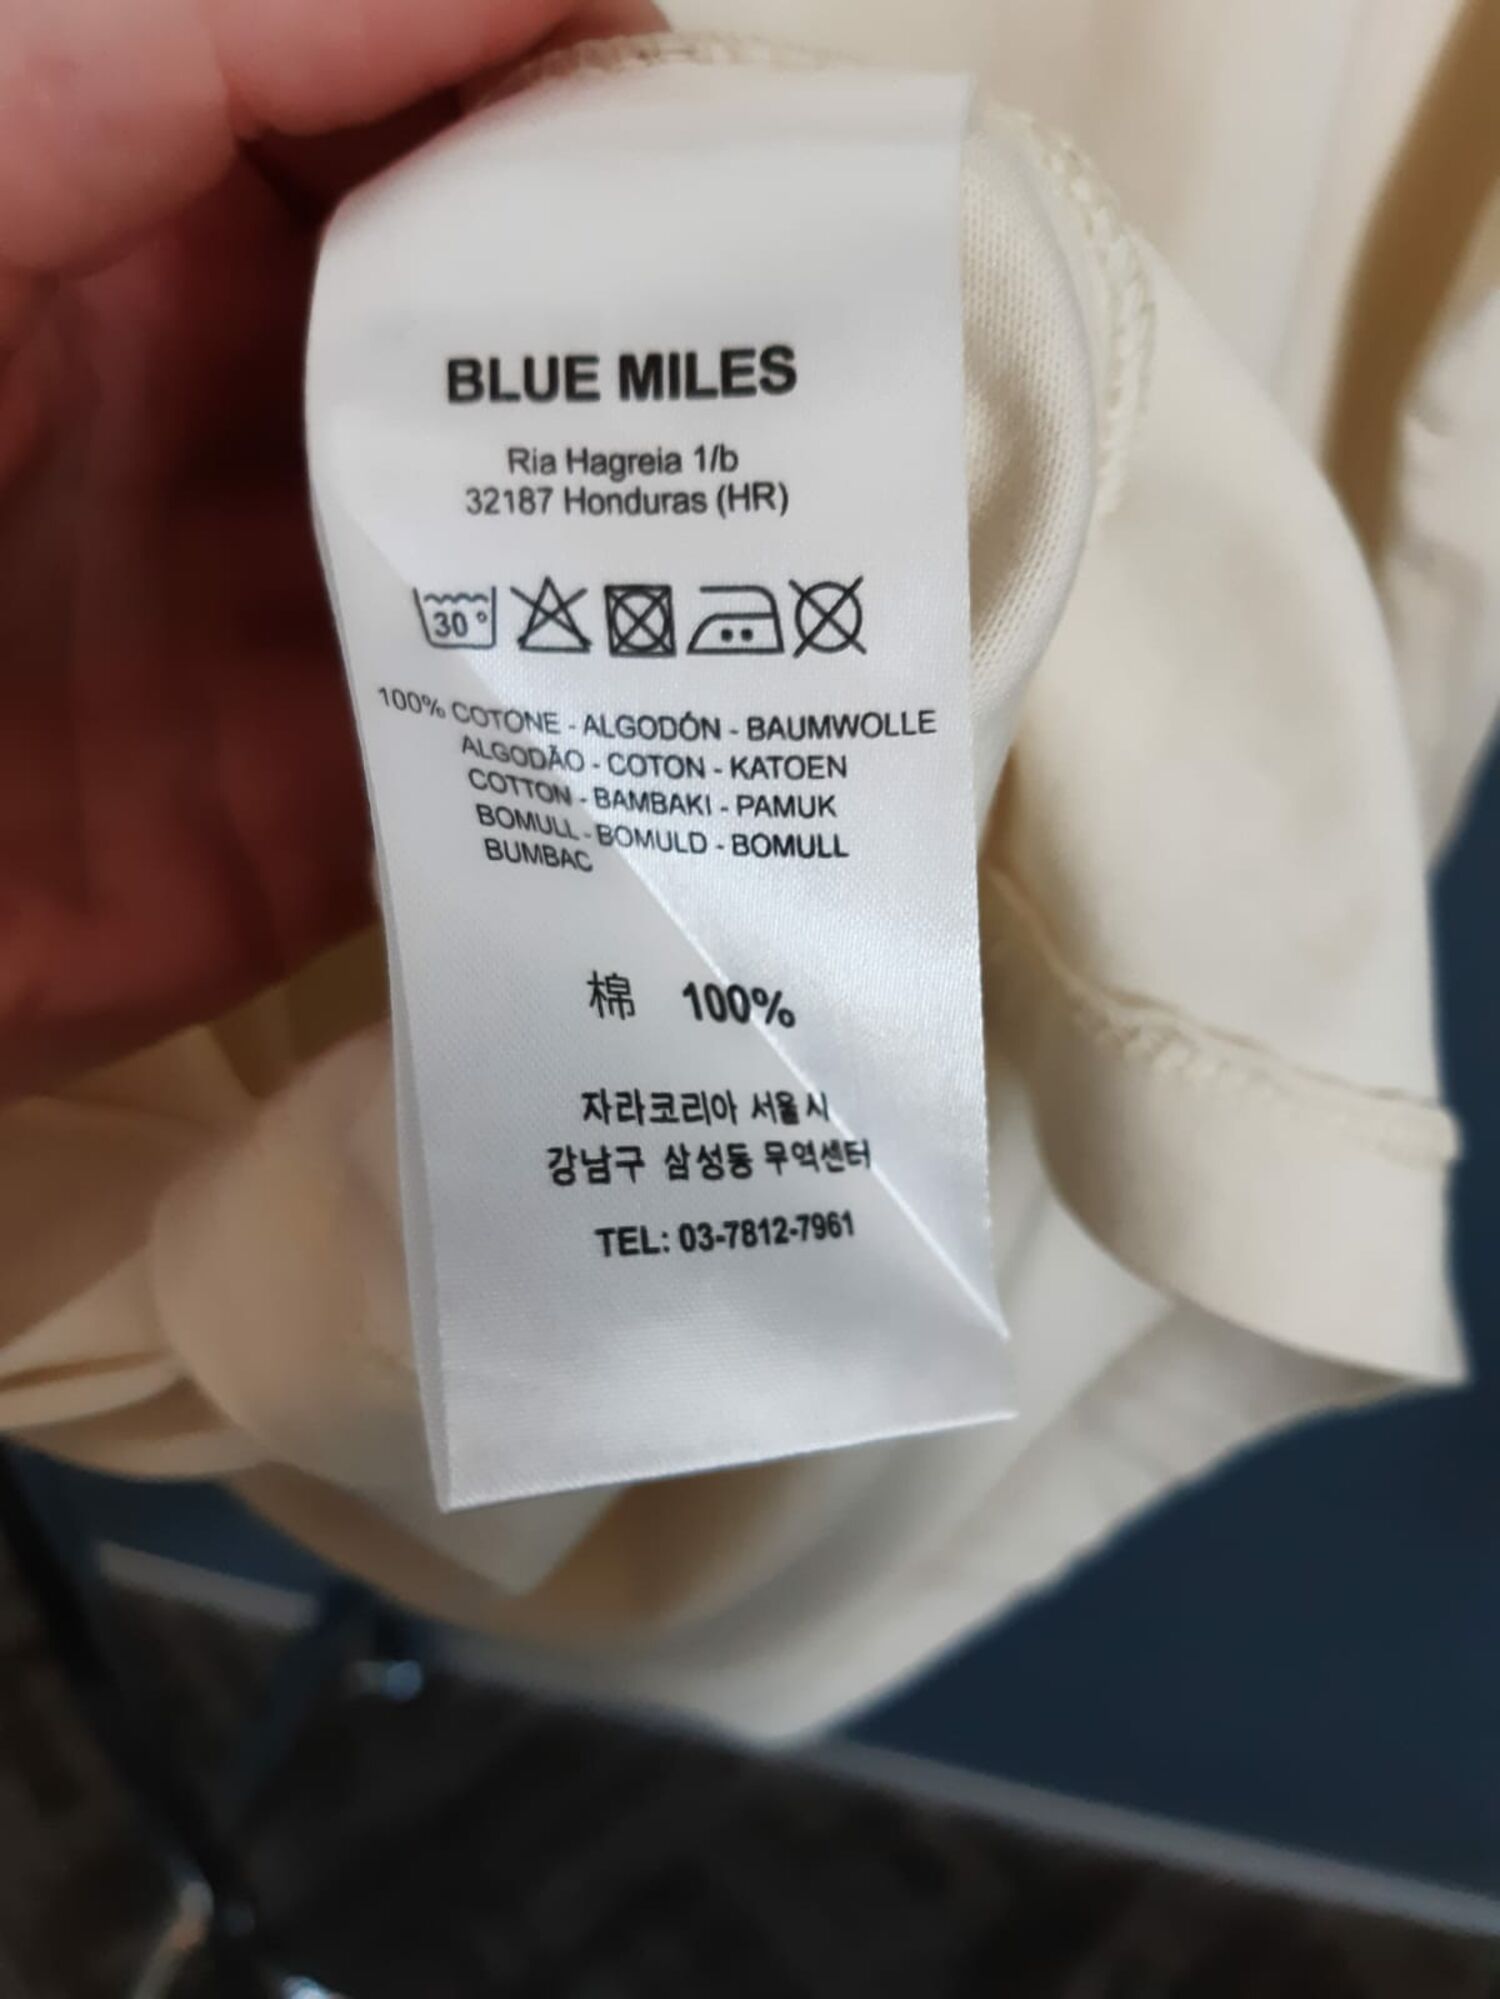 BLUE MILES
Ria Hagreia 1/b
32187 Honduras (HR)
30°
100% COTONE - ALGODÓN - BAUMWOLLE
ALGODÃO - COTON - KATOEN
COTTON - BAMBAKI - PAMUK
BOMULL - BOMULD - BOMULL
BUMBAC
棉 100%
자라코리아 서울시
강남구 삼성동 무역센터
TEL: 03-7812-7961